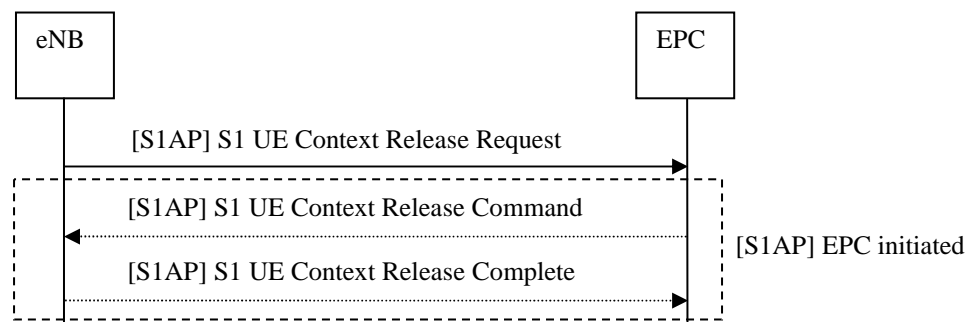 eNB
EPC
[S1AP] S1 UE Context Release Request
[S1AP] S1 UE Context Release Command
[S1AP] EPC initiated
[S1AP] S1 UE Context Release Complete